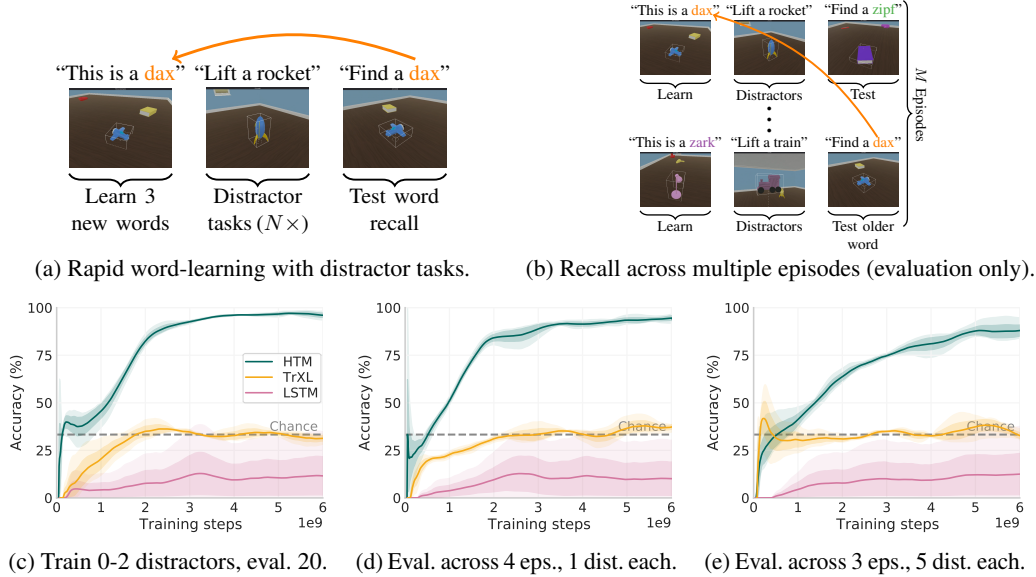 “This is a dax” “Lift a rocket” “Find a dax”
Learn 3
new words
Distractor
tasks (N×)
Test word
recall
(a) Rapid word-learning with distractor tasks.
“This is a dax” “Lift a rocket” “Find a zipf”
Learn Distractors Test
“This is a zark” “Lift a train” “Find a dax”
Learn Distractors Test older
word
M Episodes
(b) Recall across multiple episodes (evaluation only).
Accuracy (%)
100
75
50
25
0
HTM
TrXL
LSTM
Chance
0 1 2 3 4 5 6
Training steps 1e9
(c) Train 0-2 distractors, eval. 20.
Accuracy (%)
100
75
50
25
0
Chance
0 1 2 3 4 5 6
Training steps 1e9
(d) Eval. across 4 eps., 1 dist. each.
Accuracy (%)
100
75
50
25
0
Chance
0 1 2 3 4 5 6
Training steps 1e9
(e) Eval. across 3 eps., 5 dist. each.